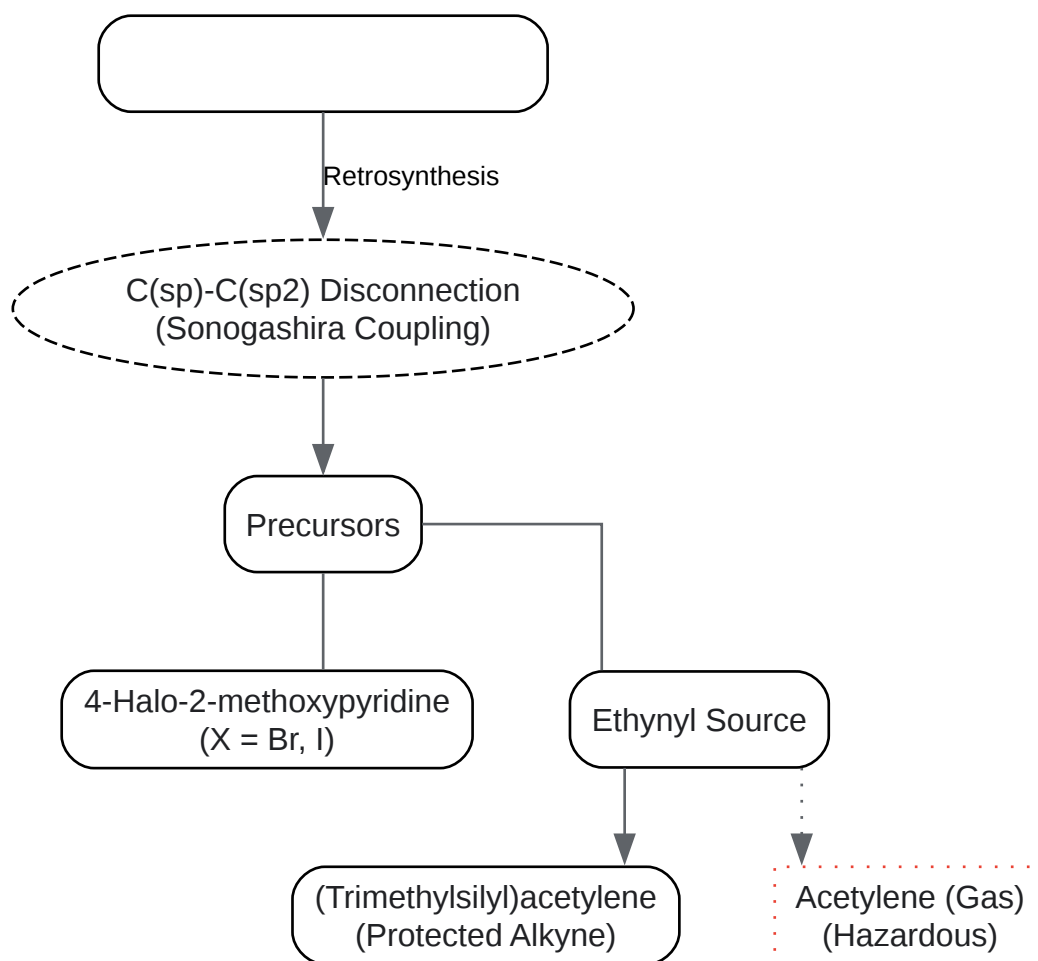 Retrosynthesis
C(sp)-C(sp2) Disconnection
(Sonogashira Coupling)
Precursors
4-Halo-2-methoxypyridine
(X = Br, I)
Ethynyl Source
(Trimethylsilyl)acetylene
(Protected Alkyne)
Acetylene (Gas)
(Hazardous)